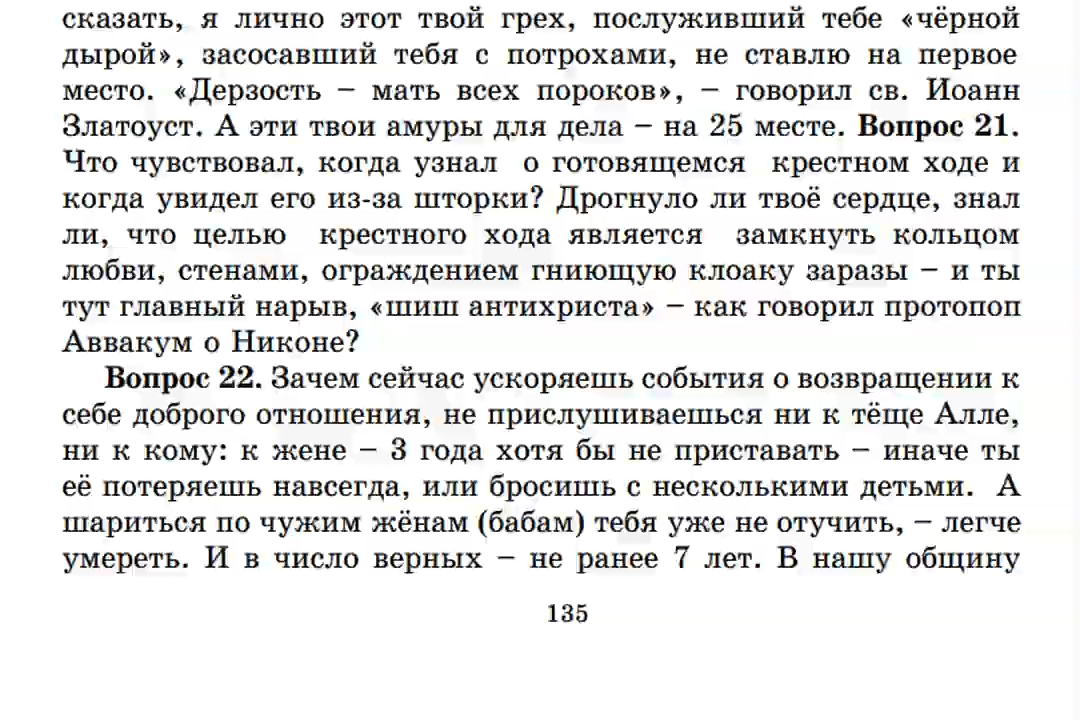 сказать, я лично этот твой грех, послуживший тебе «чёрной
дырой», засосавший тебя с потрохами, не ставлю на первое
место. «Дерзость – мать всех пороков», – говорил св. Иоанн
Златоуст. А эти твои амуры для дела – на 25 месте. Вопрос 21.
Что чувствовал, когда узнал о готовящемся крестном ходе и
когда увидел его из-за шторки? Дрогнуло ли твоё сердце, знал
ли, что целью крестного хода является замкнуть кольцом
любви, стенами, ограждением гниющую клоаку заразы – и ты
тут главный нарыв, «шиш антихриста» – как говорил протопоп
Аввакум о Никоне?
Вопрос 22. Зачем сейчас ускоряешь события о возвращении к
себе доброго отношения, не прислушиваешься ни к тёще Алле,
ни к кому: к жене – 3 года хотя бы не приставать – иначе ты
её потеряешь навсегда, или бросишь с несколькими детьми. А
шариться по чужим жёнам (бабам) тебя уже не отучить, – легче
умереть. И в число верных – не ранее 7 лет. В нашу общину
135